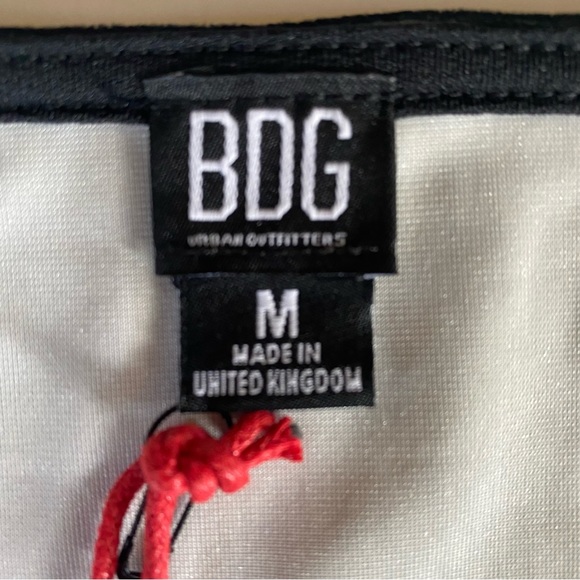 BDG
URBAN OUTFITTERS
M
MADE IN
UNITED KINGDOM